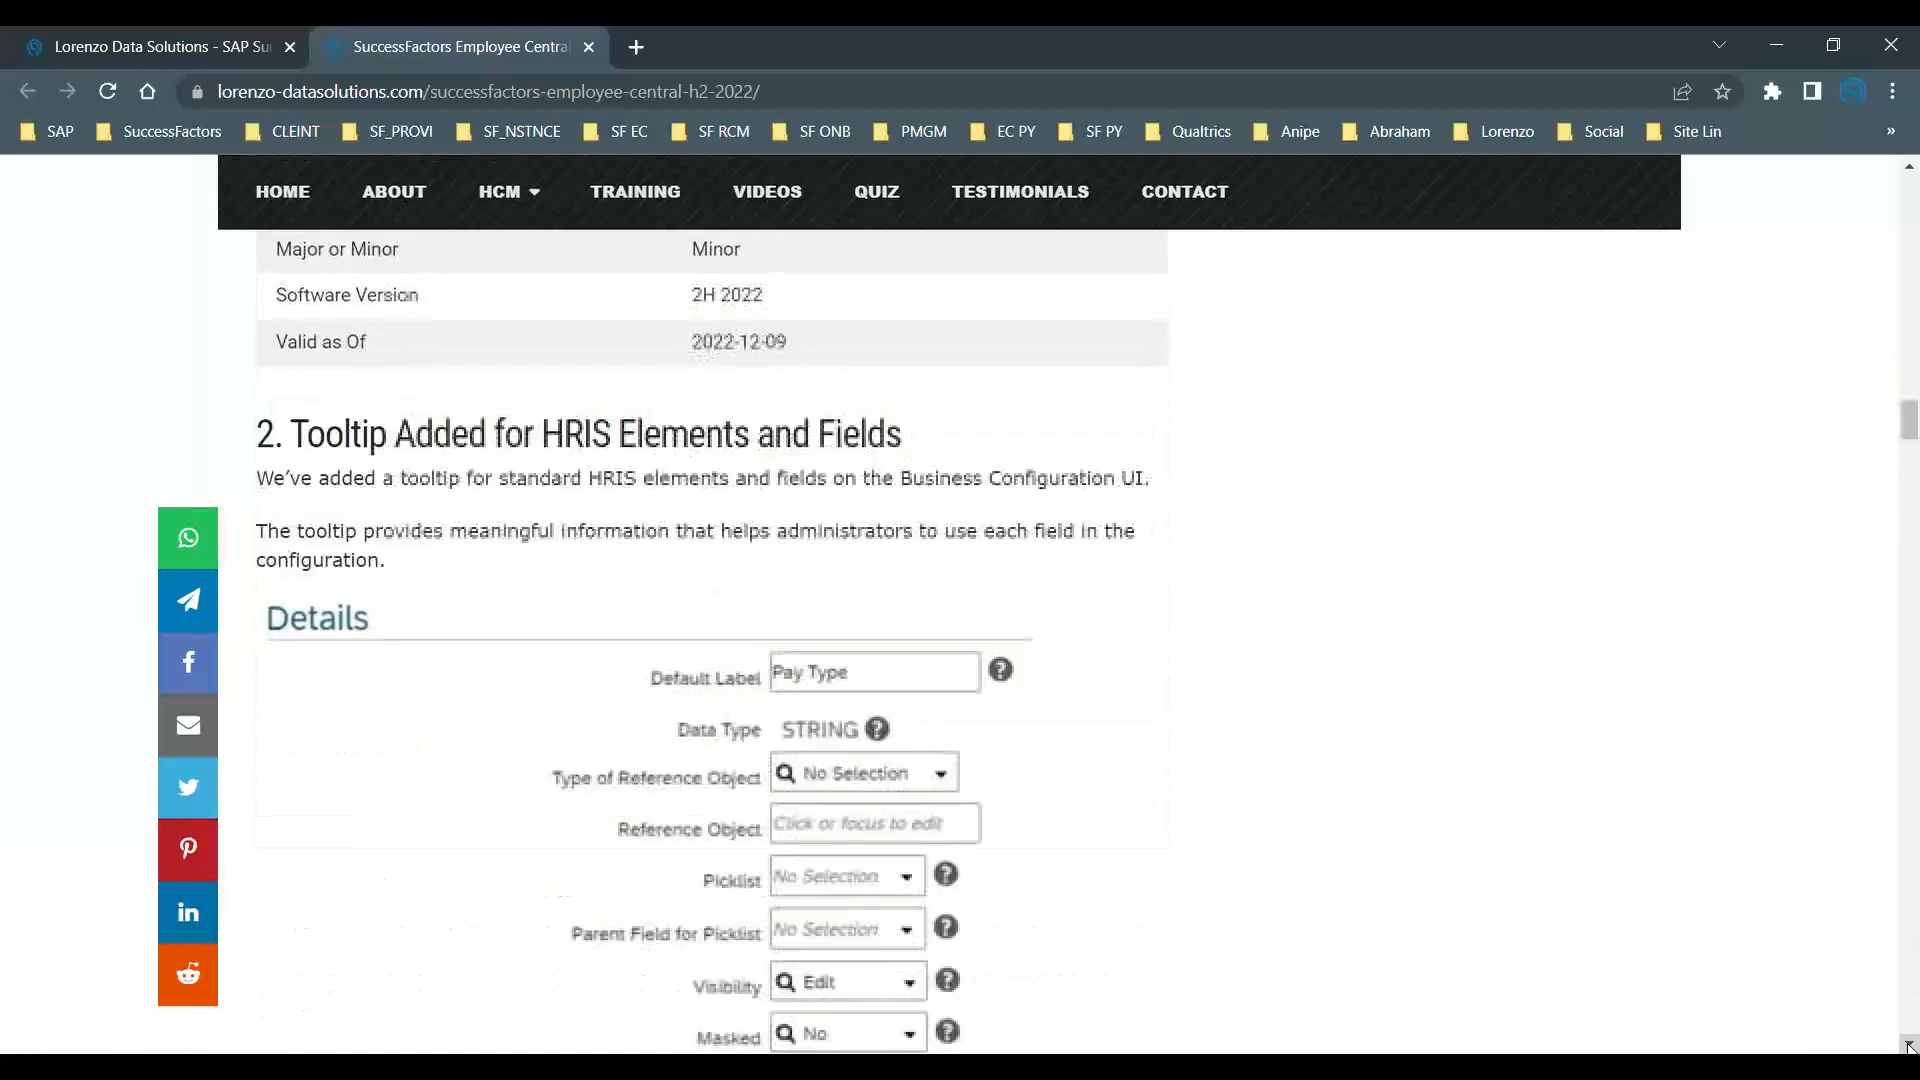 Lorenzo Data Solutions - SAP Su
SuccessFactors Employee Centra
lorenzo-datasolutions.com/successfactors-employee-central-h2-2022/
SAP SuccessFactors CLEINT SF_PROVI SF_NSTNCE SF EC SF RCM SF ONB PMGM EC PY SF PY Qualtrics Anipe Abraham Lorenzo Social Site Lin »
HOME ABOUT HCM TRAINING VIDEOS QUIZ TESTIMONIALS CONTACT
Major or Minor Minor
Software Version 2H 2022
Valid as Of 2022-12-09
2. Tooltip Added for HRIS Elements and Fields
We’ve added a tooltip for standard HRIS elements and fields on the Business Configuration UI.
The tooltip provides meaningful information that helps administrators to use each field in the
configuration.
Details
Default Label Pay Type ?
Data Type STRING ?
Type of Reference Object No Selection
Reference Object Click or focus to edit
Picklist No Selection ?
Parent Field for Picklist No Selection ?
Visibility Edit ?
Masked No ?